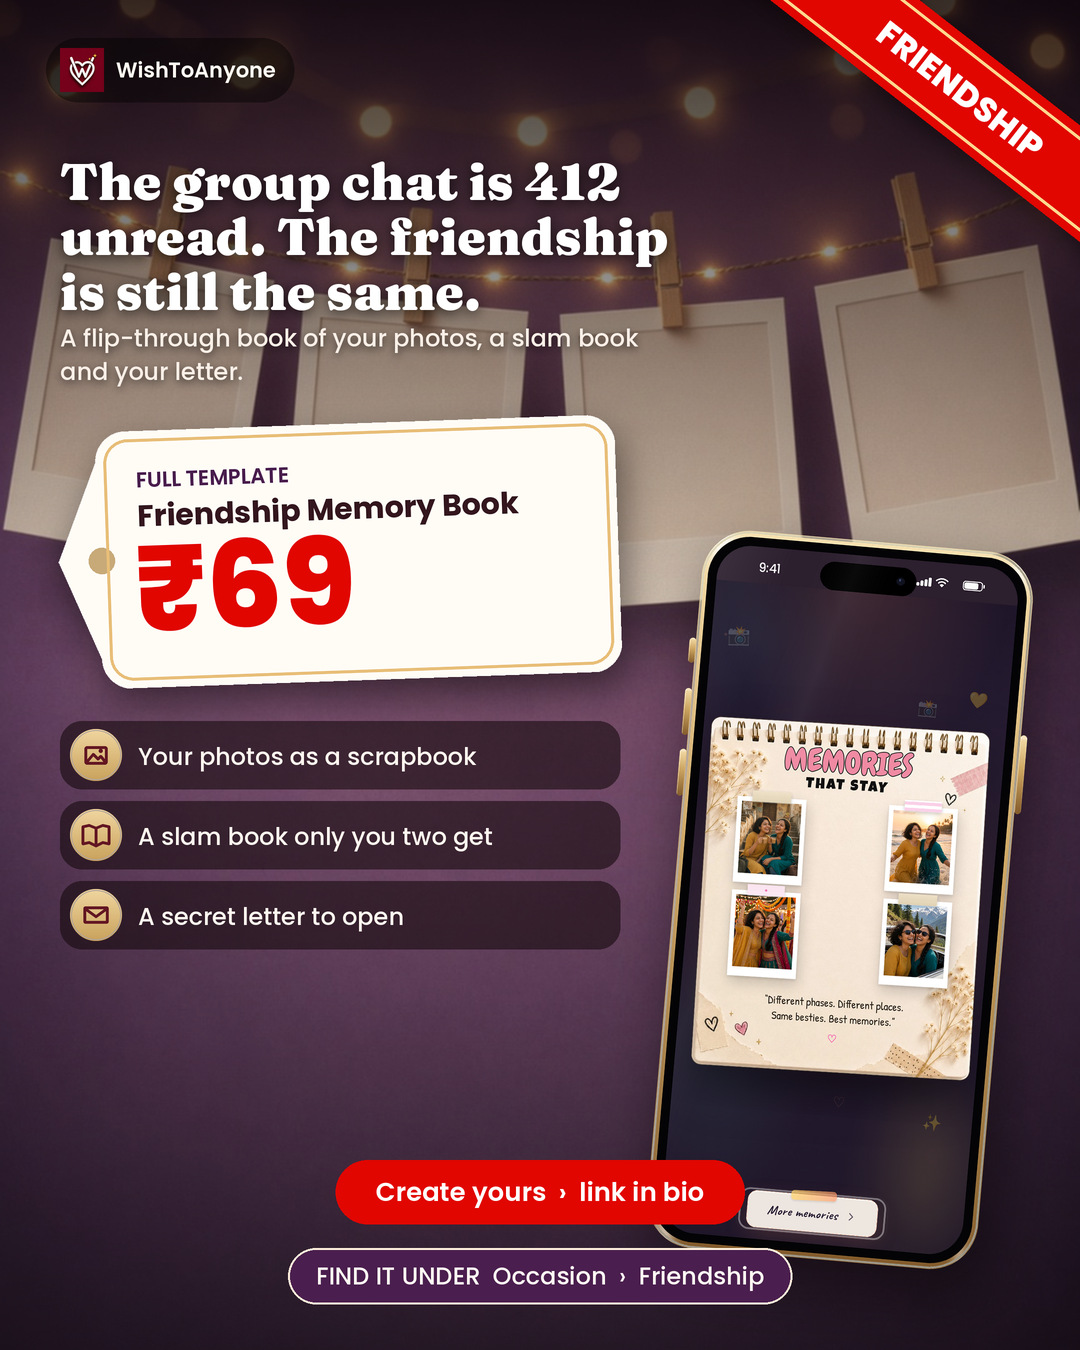 WishToAnyone
FRIENDSHIP
The group chat is 412
unread. The friendship
is still the same.
A flip-through book of your photos, a slam book
and your letter.
FULL TEMPLATE
Friendship Memory Book
₹69
Your photos as a scrapbook
A slam book only you two get
A secret letter to open
9:41
MEMORIES
THAT STAY
"Different phases. Different places.
Same besties. Best memories."
More memories ›
Create yours › link in bio
FIND IT UNDER Occasion › Friendship